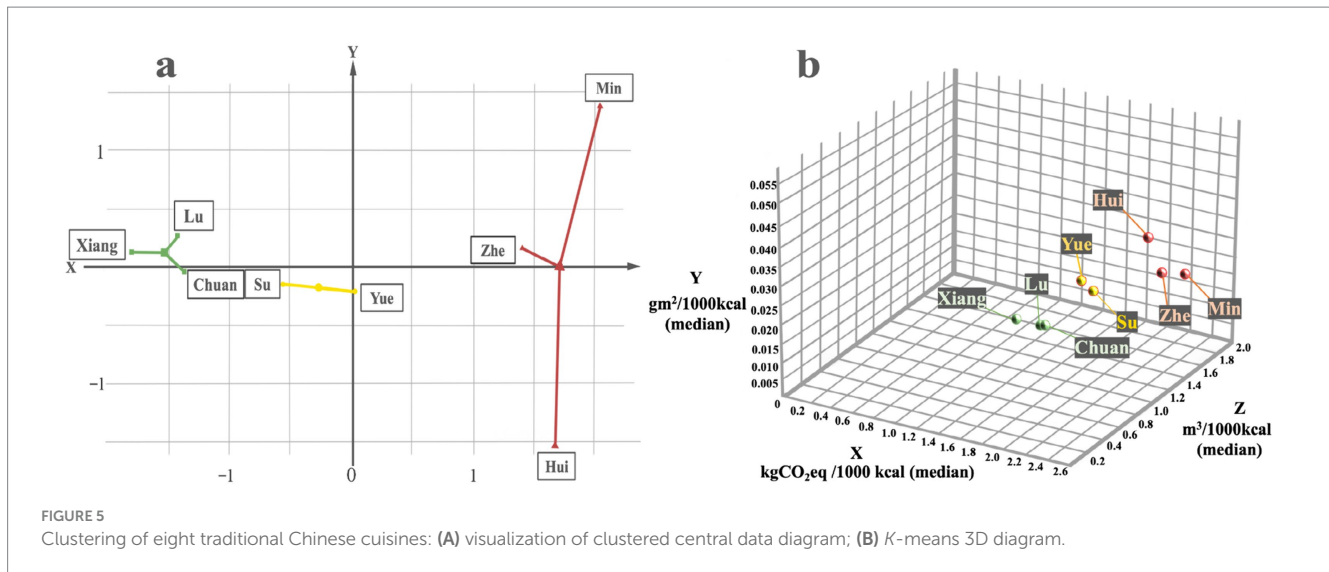 a
Y
Min
1
Lu
Xiang
Zhe
X
Chuan
Su
Yue
-1
Hui
-1
0
1
b
0.055
0.050
0.045
0.040
0.035
0.030
0.025
0.020
0.015
0.010
0.005
Y
gm²/1000kcal
(median)
Hui
Yue
Lu
Xiang
Su
Zhe
Min
Chuan
0
0.2
0.4
0.6
0.8
1.0
1.2
1.4
1.6
1.8
2.0
2.2
2.4
2.6
X
kgCO₂eq /1000 kcal (median)
0.2
0.4
0.6
0.8
1.0
1.2
1.4
1.6
1.8
2.0
Z
m³/1000kcal
(median)
FIGURE 5
Clustering of eight traditional Chinese cuisines: (A) visualization of clustered central data diagram; (B) K-means 3D diagram.